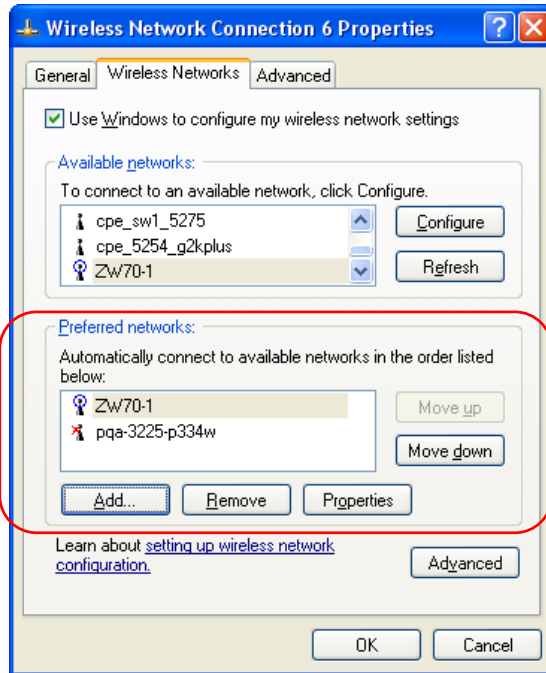 Wireless Network Connection 6 Properties
General Wireless Networks Advanced
Use Windows to configure my wireless network settings
Available networks:
To connect to an available network, click Configure.
cpe_sw1_5275
cpe_5254_g2kplus
ZW70-1
Configure
Refresh
Preferred networks:
Automatically connect to available networks in the order listed
below:
ZW70-1
pqa-3225-p334w
Move up
Move down
Add... Remove Properties
Learn about setting up wireless network
configuration.
Advanced
OK Cancel